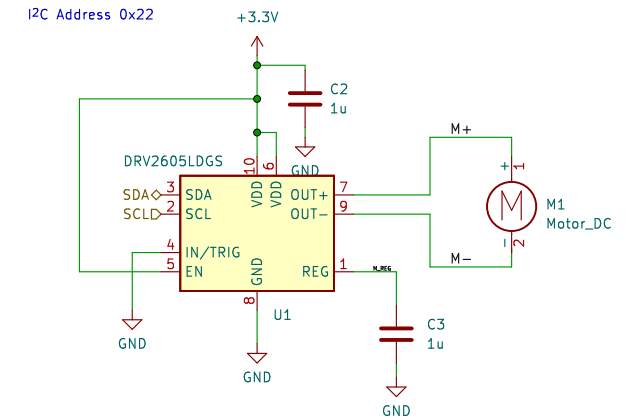 I²C Address 0x22
+3.3V
C2
1u
GND
DRV2605LDGS
10
6
VDD
VDD
SDA
3
SDA
SCL
2
SCL
OUT+
7
OUT-
9
M+
M-
+
1
M1
Motor_DC
-
2
4
IN/TRIG
5
EN
GND
8
REG
1
M_REG
U1
GND
GND
C3
1u
GND